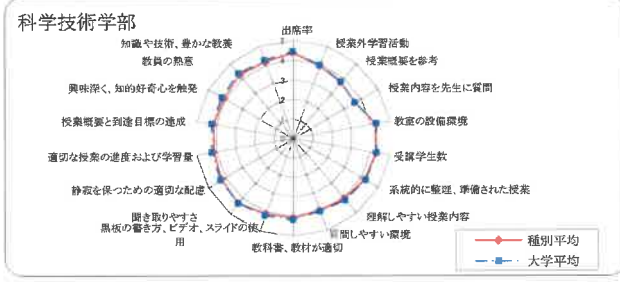 科学技術学部
出席率
授業外学習活動
授業概要を参考
授業内容を先生に質問
教室の設備環境
受講学生数
系統的に整理、準備された授業
理解しやすい授業内容
質問しやすい環境
教科書、教材が適切
黒板の書き方、ビデオ、スライドの使
用
聞き取りやすさ
静寂を保つための適切な配慮
適切な授業の進度および学習量
授業概要と到達目標の達成
興味深く、知的好奇心を触発
教員の熱意
知識や技術、豊かな教養
5
4
3
2
種別平均
大学平均